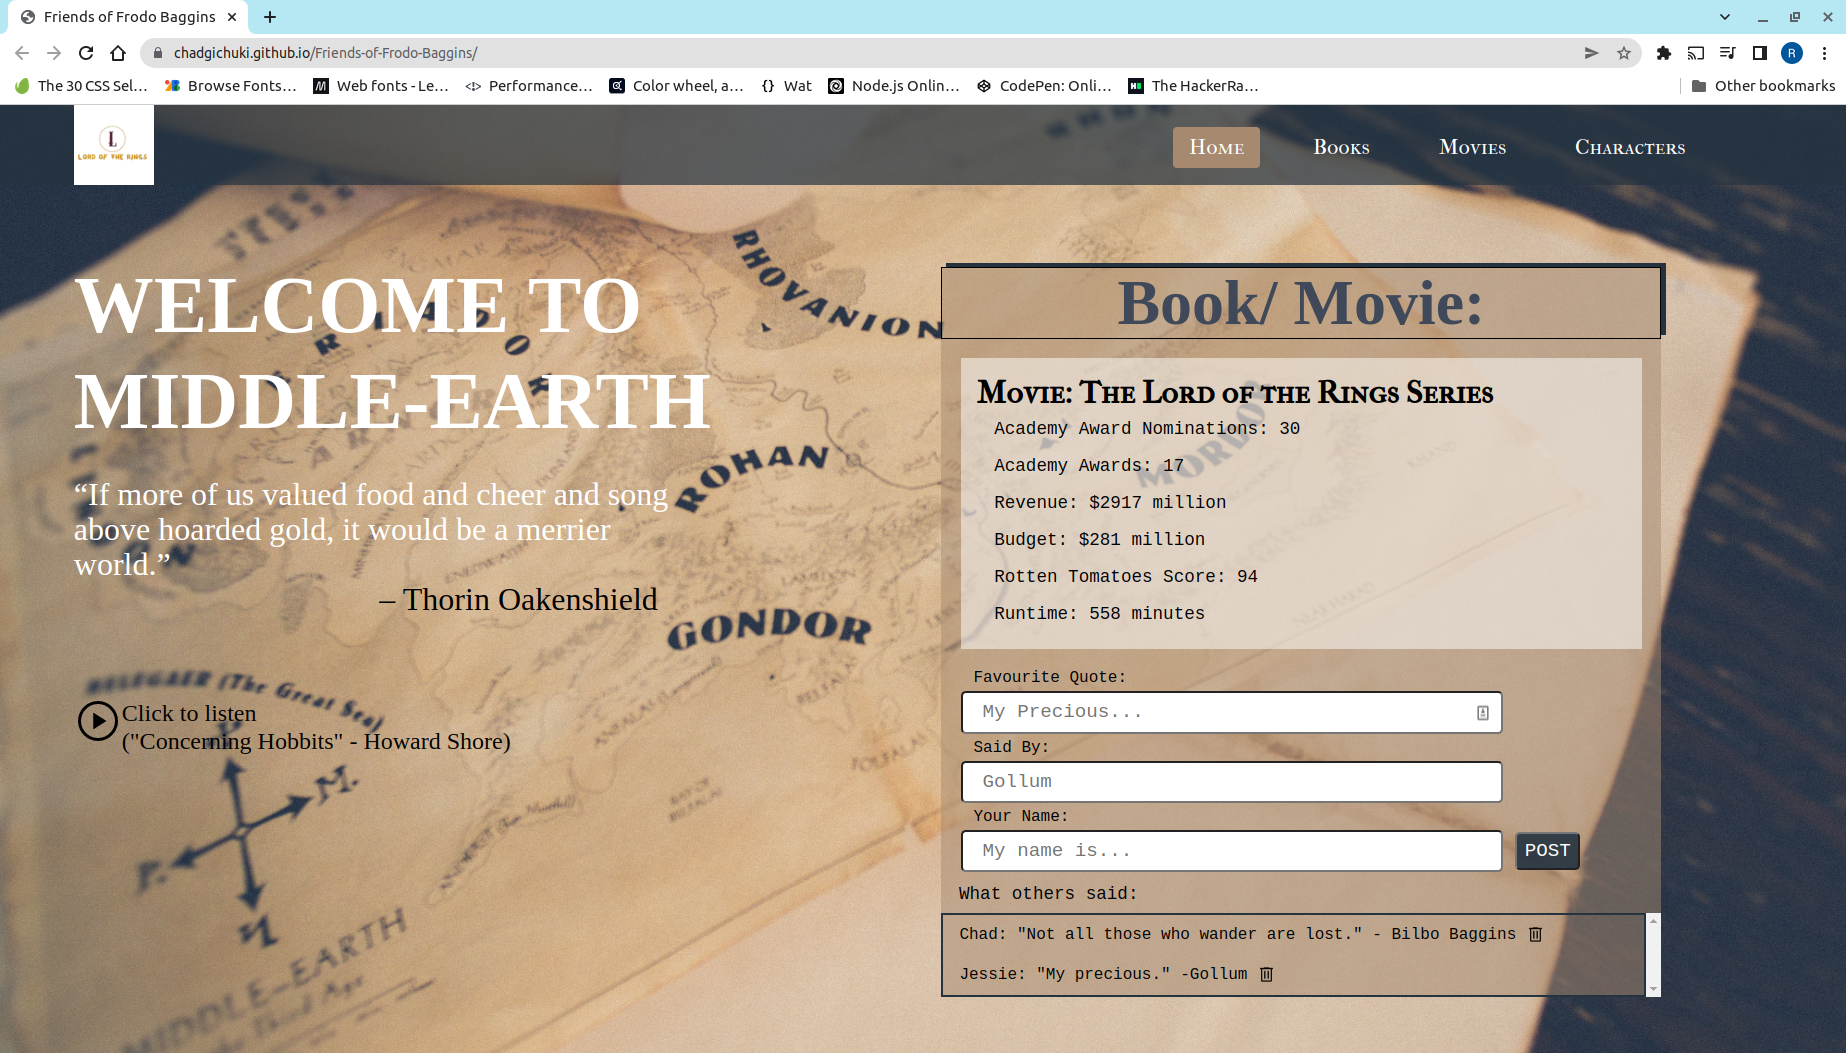 Friends of Frodo Baggins
chadgichuki.github.io/Friends-of-Frodo-Baggins/
R
The 30 CSS Sel...
Browse Fonts...
Web fonts - Le...
Performance...
Color wheel, a...
Wat
Node.js Onlin...
CodePen: Onli...
The HackerRa...
Other bookmarks
L
LORD OF THE RINGS
Home
Books
Movies
Characters
WELCOME TO
MIDDLE-EARTH
“If more of us valued food and cheer and song
above hoarded gold, it would be a merrier
world.”
– Thorin Oakenshield
Click to listen
("Concerning Hobbits" - Howard Shore)
RHOVANION
ROHAN
GONDOR
MORDOR
BELEGAER (The Great Sea)
MIDDLE-EARTH
the Third Age
Book/ Movie:
Movie: The Lord of the Rings Series
Academy Award Nominations: 30
Academy Awards: 17
Revenue: $2917 million
Budget: $281 million
Rotten Tomatoes Score: 94
Runtime: 558 minutes
Favourite Quote:
My Precious...
Said By:
Gollum
Your Name:
My name is...
POST
What others said:
Chad: "Not all those who wander are lost." - Bilbo Baggins
Jessie: "My precious." -Gollum